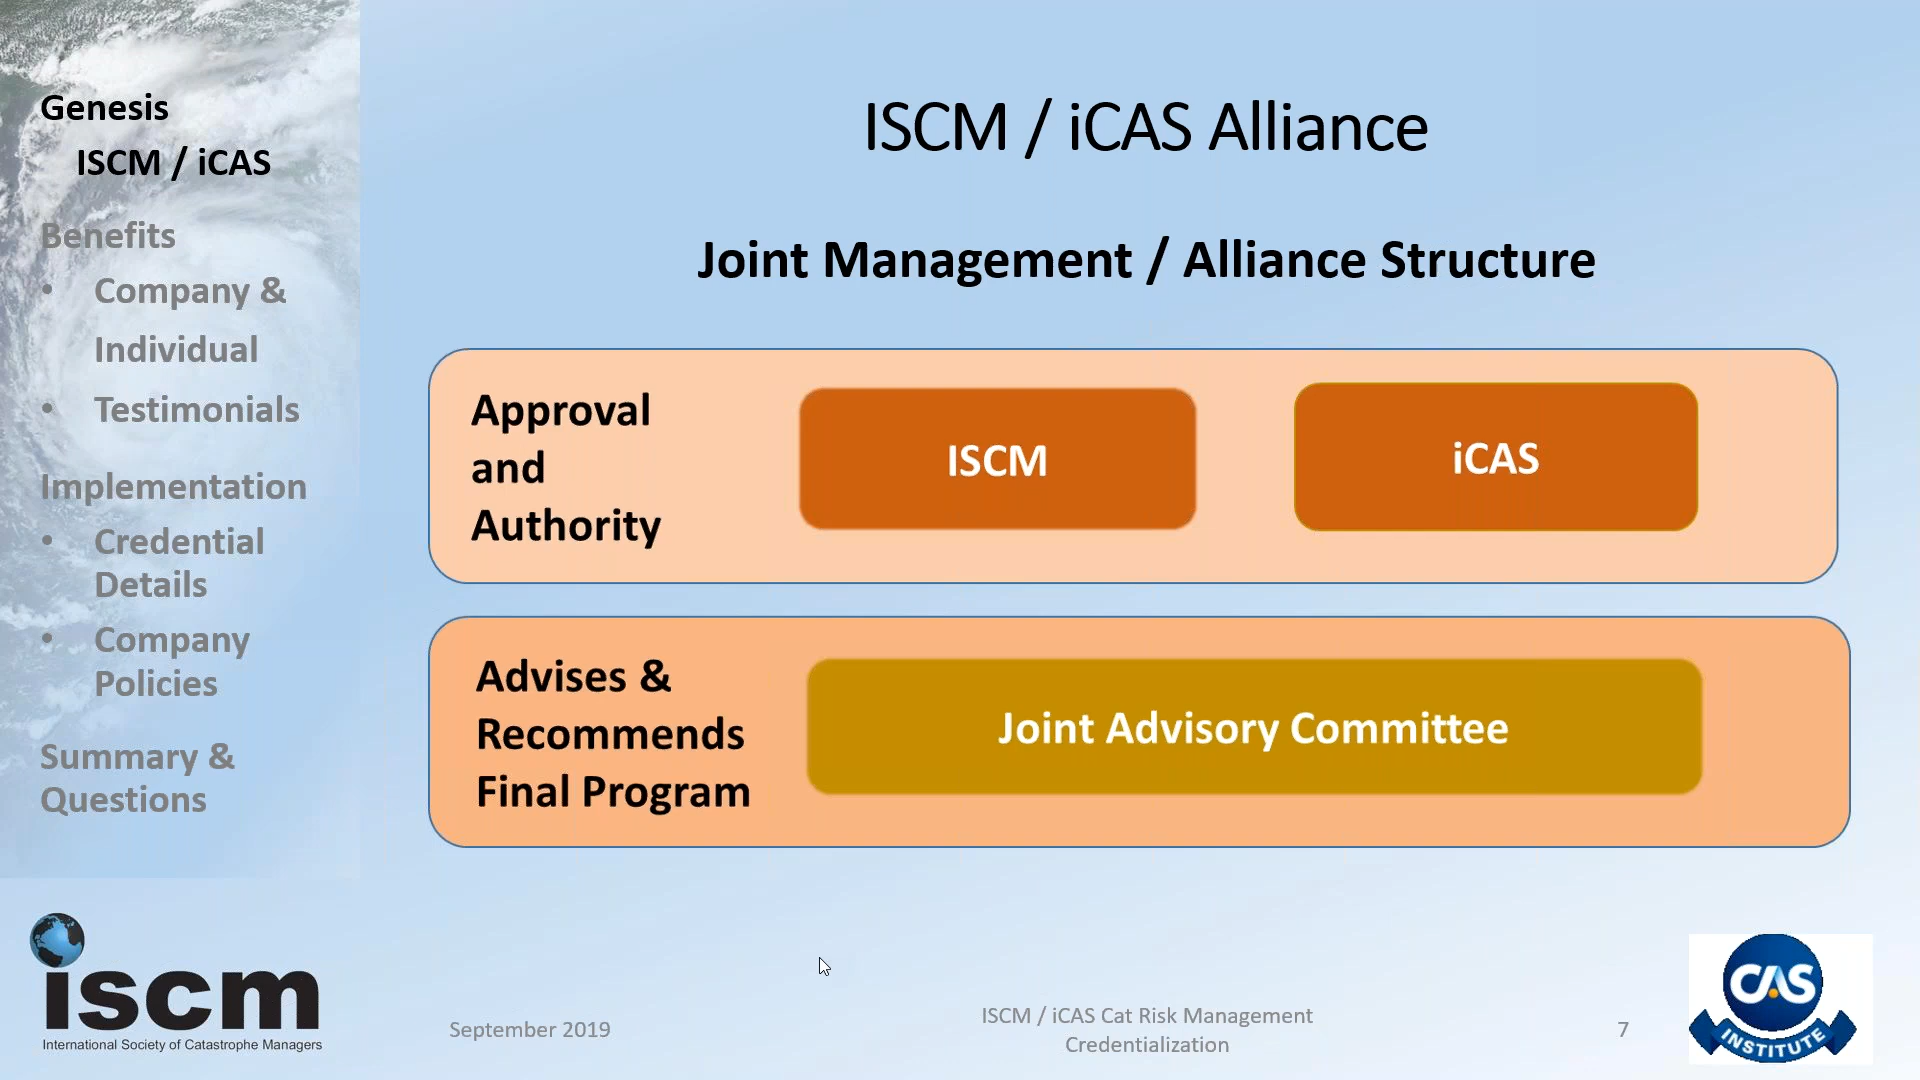 Genesis
ISCM / iCAS
Benefits
• Company &
Individual
• Testimonials
Implementation
• Credential
Details
• Company
Policies
Summary &
Questions
ISCM / iCAS Alliance
Joint Management / Alliance Structure
Approval
and
Authority
ISCM
iCAS
Advises &
Recommends
Final Program
Joint Advisory Committee
iscm
International Society of Catastrophe Managers
September 2019
ISCM / iCAS Cat Risk Management
Credentialization
7
CAS
INSTITUTE